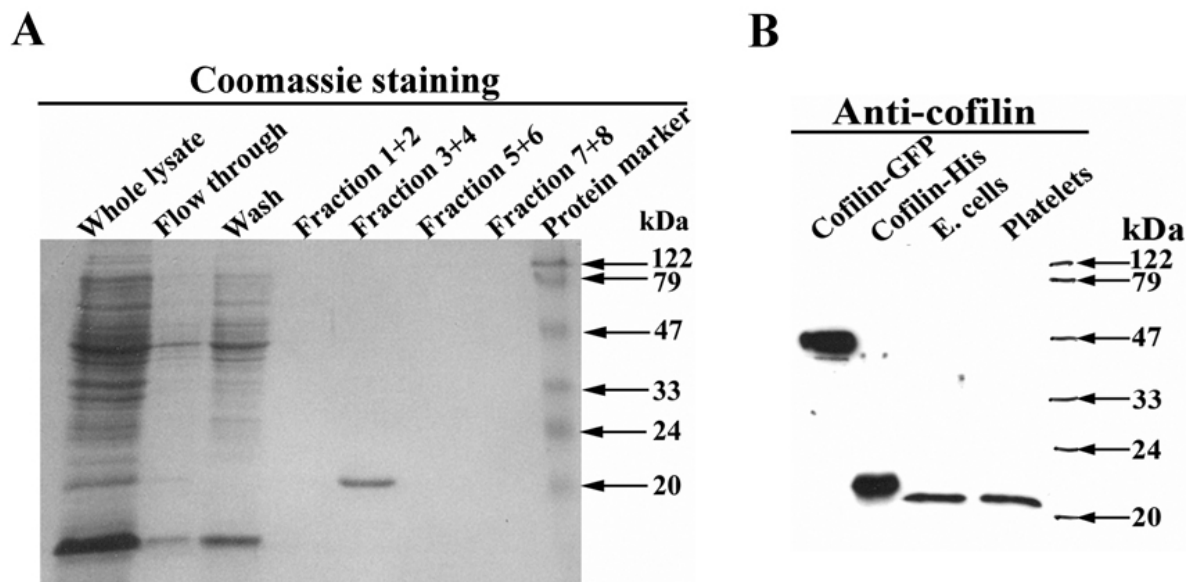 A
Coomassie staining
Whole lysate
Flow through
Wash
Fraction 1+2
Fraction 3+4
Fraction 5+6
Fraction 7+8
Protein marker
kDa
122
79
47
33
24
20
B
Anti-cofilin
Cofilin-GFP
Cofilin-His
E. cells
Platelets
kDa
122
79
47
33
24
20